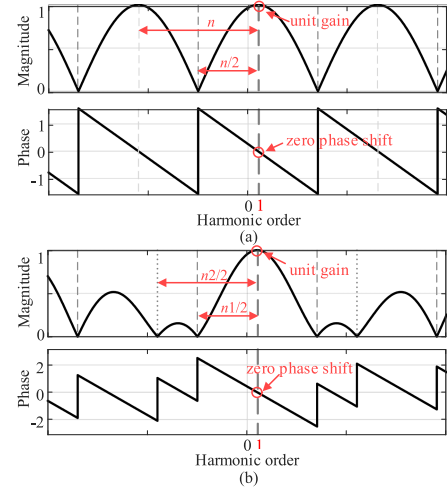 Magnitude
1
0
n
n/2
unit gain
Phase
1
0
-1
zero phase shift
0 1
Harmonic order
(a)
Magnitude
1
0
n2/2
n1/2
unit gain
Phase
2
0
-2
zero phase shift
0 1
Harmonic order
(b)